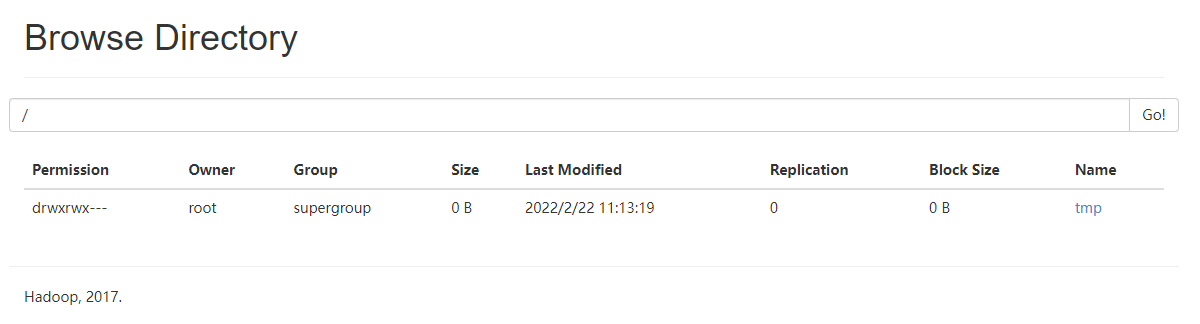 Browse Directory
/ Go!
Permission Owner Group Size Last Modified Replication Block Size Name
drwxrwx--- root supergroup 0 B 2022/2/22 11:13:19 0 0 B tmp
Hadoop, 2017.